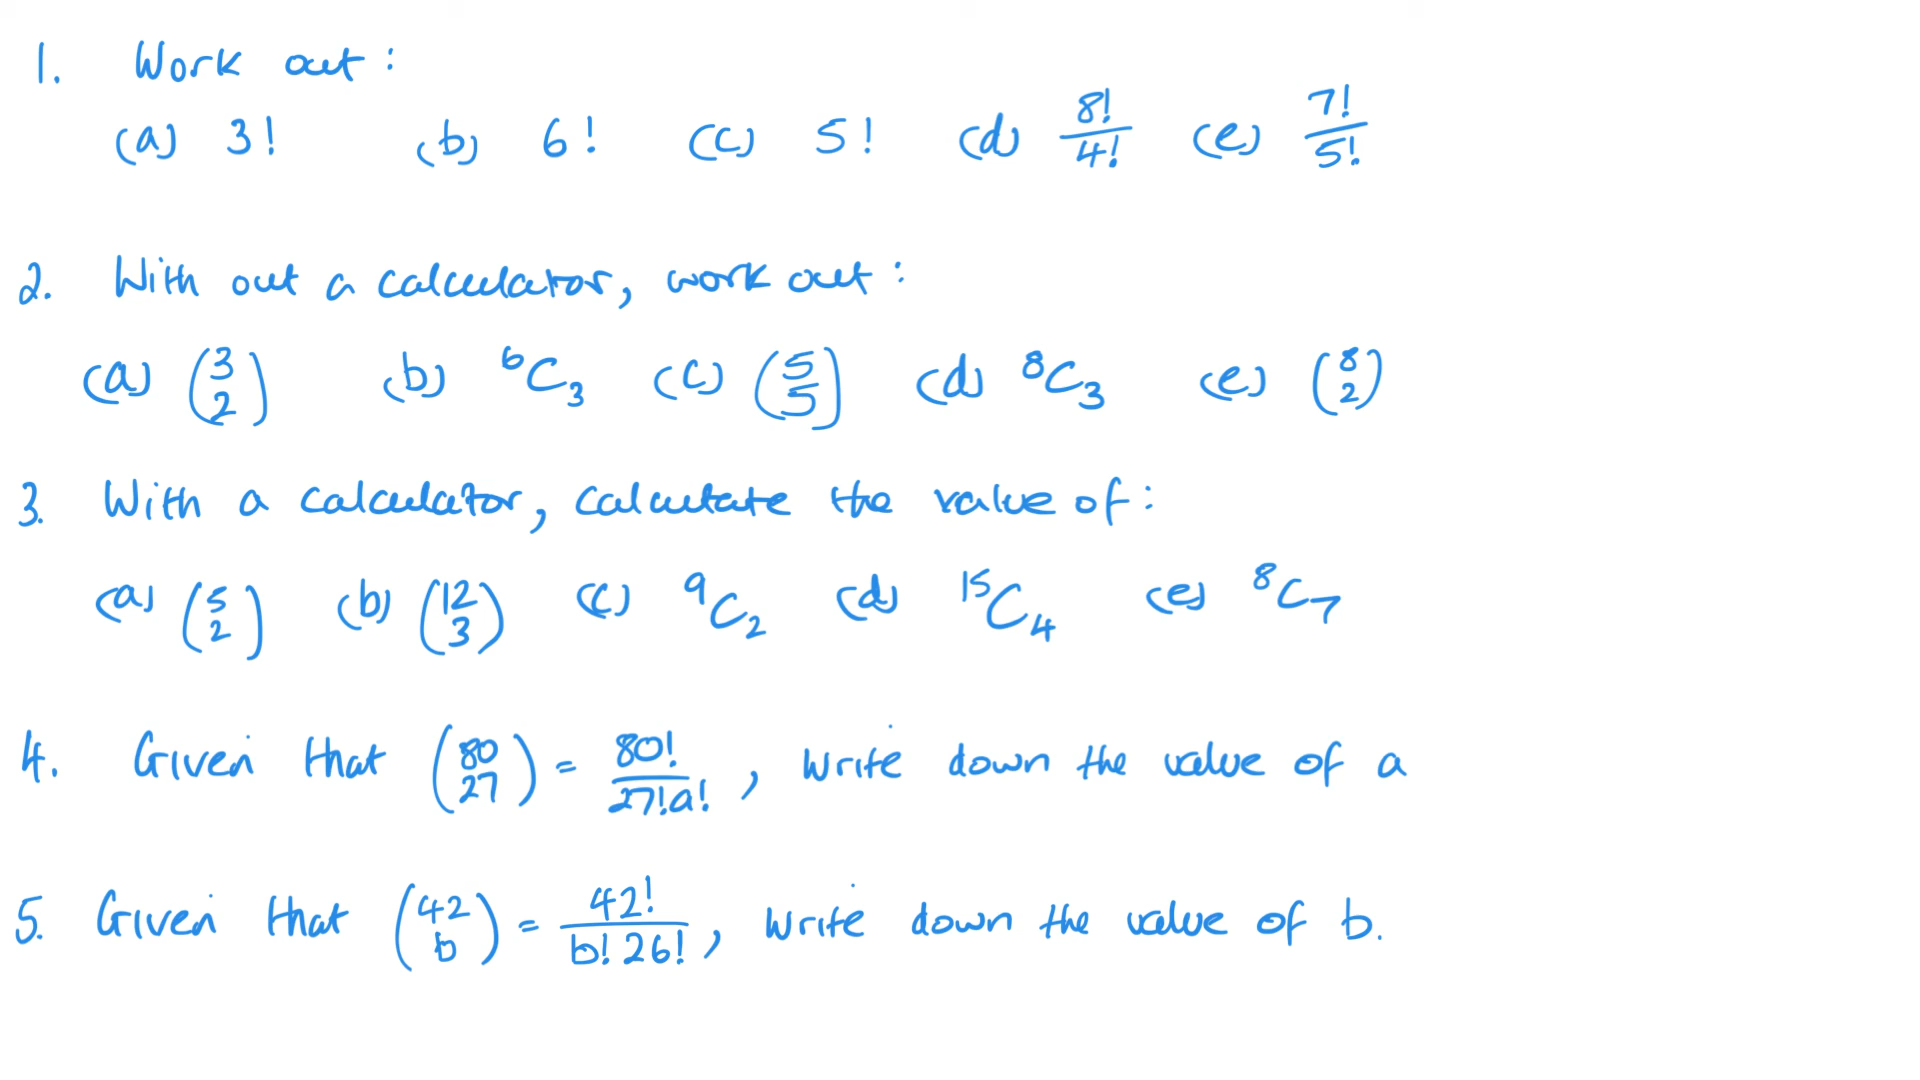 1. Work out:
(a) 3! (b) 6! (c) 5! (d) 8!/4! (e) 7!/5!
2. With out a calculator, work out:
(a) (3 2) (b) ⁶C₃ (c) (5 5) (d) ⁸C₃ (e) (8 2)
3. With a calculator, calculate the value of:
(a) (5 2) (b) (12 3) (c) ⁹C₂ (d) ¹⁵C₄ (e) ⁸C₇
4. Given that (80 27) = 80!/27!a!, write down the value of a
5. Given that (42 b) = 42!/b! 26!, write down the value of b.